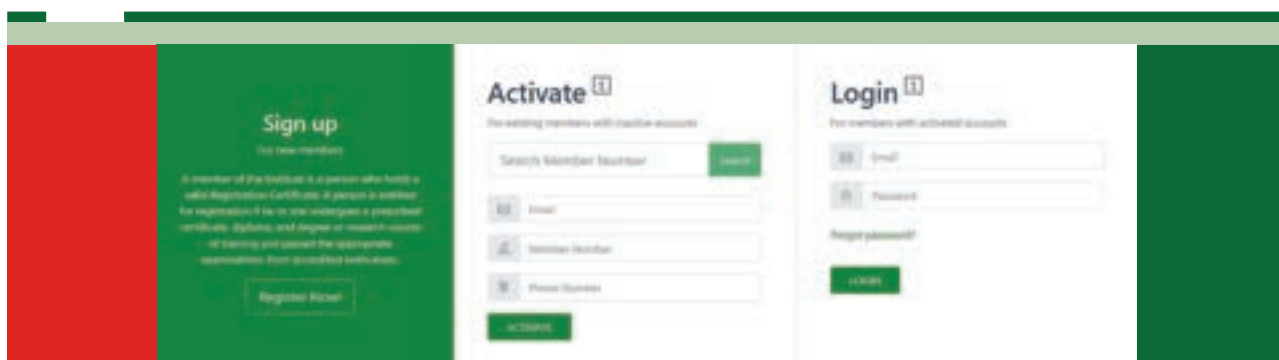 Sign up
For new members
A member of the Institute is a person who holds a
valid Registration Certificate. A person is entitled
for registration if he or she undergoes a prescribed
certificate, diploma, and degree or research course
of training and passed the appropriate
examinations from accredited institutions.
Register Now!
Activate 1
For existing members with inactive accounts
Search Member Number
Search
Email
Member Number
Phone Number
ACTIVATE
Login 1
For members with activated accounts
Email
Password
Forgot password?
LOGIN